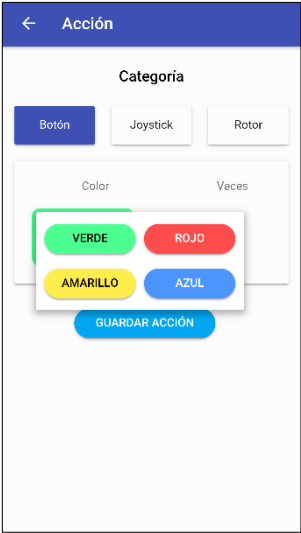 Acción
Categoría
Botón Joystick Rotor
Color Veces
VERDE ROJO
AMARILLO AZUL
GUARDAR ACCIÓN